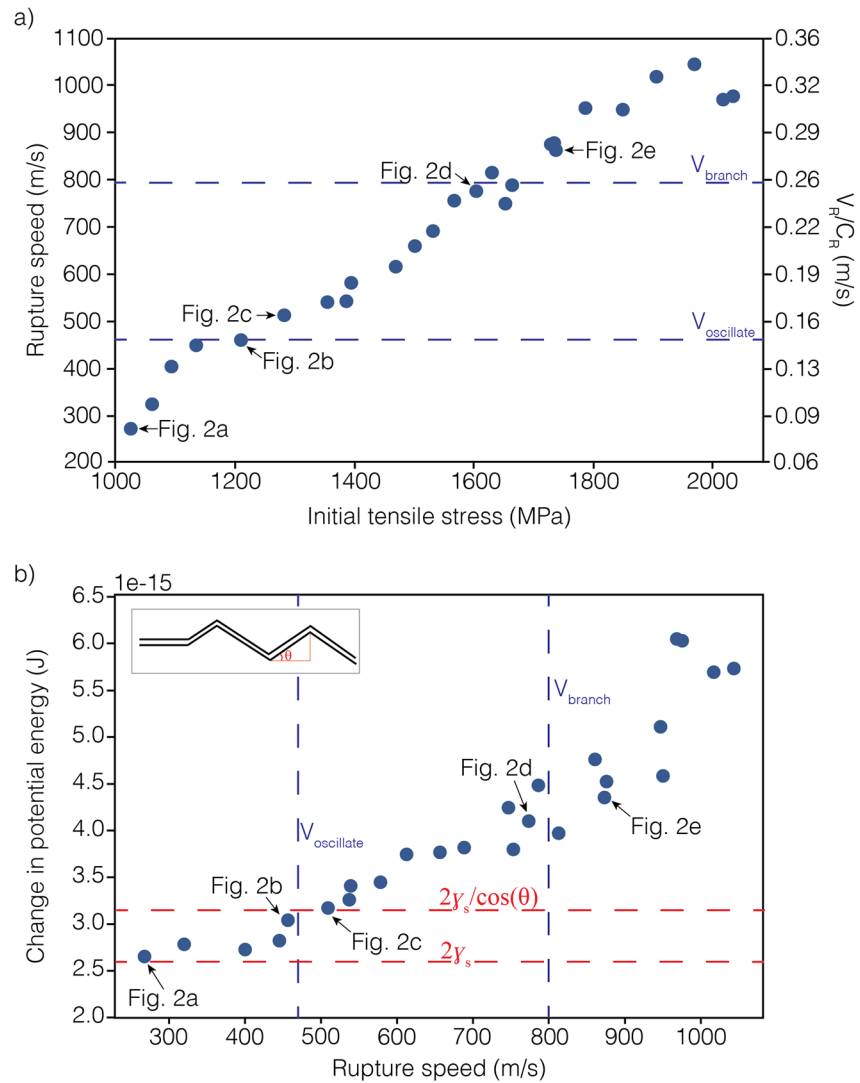 a)
1100
1000
900
800
700
600
500
400
300
200
Rupture speed (m/s)
0.36
0.32
0.29
0.26
0.22
0.19
0.16
0.13
0.09
0.06
V_R/C_R (m/s)
Fig. 2e
V_branch
Fig. 2d
Fig. 2c
V_oscillate
Fig. 2b
Fig. 2a
1000 1200 1400 1600 1800 2000
Initial tensile stress (MPa)
b)
1e-15
6.5
6.0
5.5
5.0
4.5
4.0
3.5
3.0
2.5
2.0
Change in potential energy (J)
θ
V_branch
Fig. 2d
Fig. 2e
V_oscillate
Fig. 2b
2γ_s/cos(θ)
Fig. 2c
2γ_s
Fig. 2a
300 400 500 600 700 800 900 1000
Rupture speed (m/s)